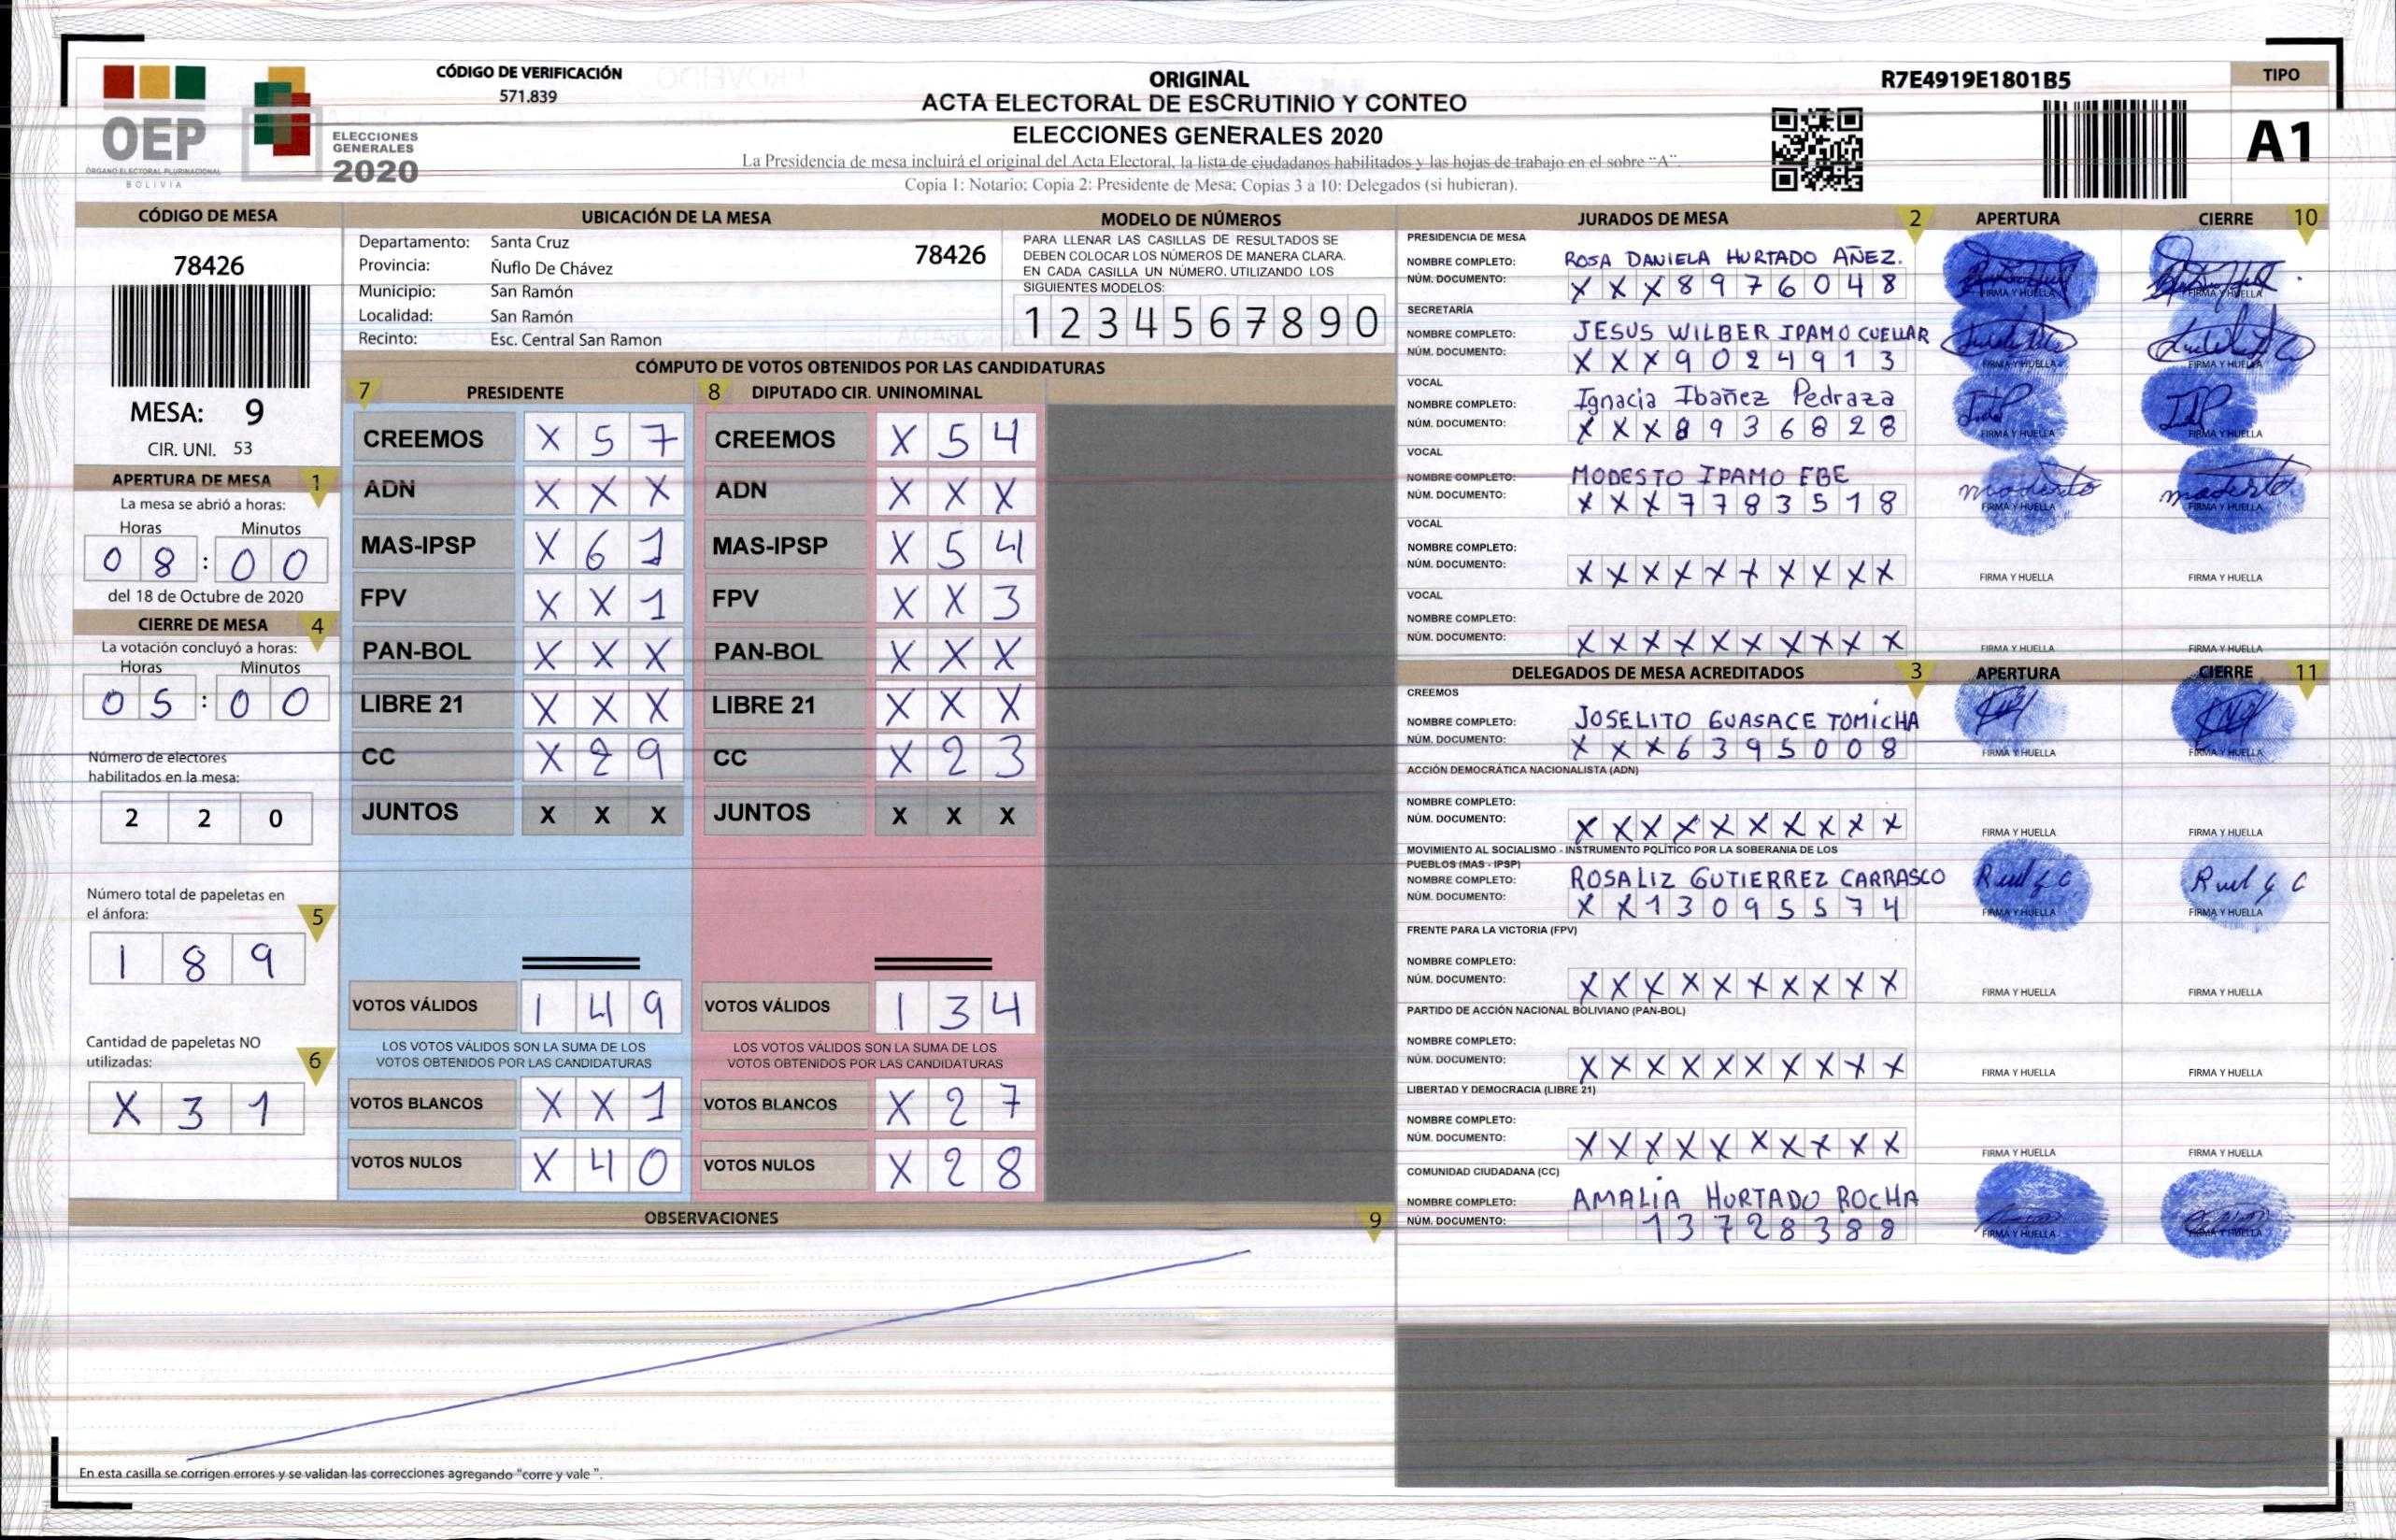 CÓDIGO DE VERIFICACIÓN
571.839
OEP
ÓRGANO ELECTORAL PLURINACIONAL
BOLIVIA
ELECCIONES
GENERALES
2020
ORIGINAL
ACTA ELECTORAL DE ESCRUTINIO Y CONTEO
ELECCIONES GENERALES 2020
La Presidencia de mesa incluirá el original del Acta Electoral, la lista de ciudadanos habilitados y las hojas de trabajo en el sobre "A".
Copia 1: Notario; Copia 2: Presidente de Mesa; Copias 3 a 10: Delegados (si hubieran).
R7E4919E1801B5
TIPO
A1
CÓDIGO DE MESA
78426
MESA: 9
CIR. UNI. 53
APERTURA DE MESA 1
La mesa se abrió a horas:
Horas Minutos
0 8 : 0 0
del 18 de Octubre de 2020
CIERRE DE MESA 4
La votación concluyó a horas:
Horas Minutos
0 5 : 0 0
Número de electores
habilitados en la mesa:
2 2 0
Número total de papeletas en
el ánfora: 5
1 8 9
Cantidad de papeletas NO
utilizadas: 6
X 3 1
UBICACIÓN DE LA MESA
Departamento: Santa Cruz 78426
Provincia: Ñuflo De Chávez
Municipio: San Ramón
Localidad: San Ramón
Recinto: Esc. Central San Ramon
MODELO DE NÚMEROS
PARA LLENAR LAS CASILLAS DE RESULTADOS SE
DEBEN COLOCAR LOS NÚMEROS DE MANERA CLARA.
EN CADA CASILLA UN NÚMERO, UTILIZANDO LOS
SIGUIENTES MODELOS:
1 2 3 4 5 6 7 8 9 0
CÓMPUTO DE VOTOS OBTENIDOS POR LAS CANDIDATURAS
7 PRESIDENTE 8 DIPUTADO CIR. UNINOMINAL
CREEMOS X 5 7 CREEMOS X 5 4
ADN X X X ADN X X X
MAS-IPSP X 6 1 MAS-IPSP X 5 4
FPV X X 1 FPV X X 3
PAN-BOL X X X PAN-BOL X X X
LIBRE 21 X X X LIBRE 21 X X X
CC X 2 9 CC X 2 3
JUNTOS X X X JUNTOS X X X
VOTOS VÁLIDOS 1 4 9 VOTOS VÁLIDOS 1 3 4
LOS VOTOS VÁLIDOS SON LA SUMA DE LOS LOS VOTOS VÁLIDOS SON LA SUMA DE LOS
VOTOS OBTENIDOS POR LAS CANDIDATURAS VOTOS OBTENIDOS POR LAS CANDIDATURAS
VOTOS BLANCOS X X 1 VOTOS BLANCOS X 2 7
VOTOS NULOS X 4 0 VOTOS NULOS X 2 8
OBSERVACIONES 9
En esta casilla se corrigen errores y se validan las correcciones agregando "corre y vale ".
JURADOS DE MESA 2 APERTURA CIERRE 10
PRESIDENCIA DE MESA
NOMBRE COMPLETO: ROSA DANIELA HURTADO AÑEZ.
NÚM. DOCUMENTO: X X X 8 9 7 6 0 4 8 FIRMA Y HUELLA FIRMA Y HUELLA
SECRETARÍA
NOMBRE COMPLETO: JESUS WILBER IPAMO CUELLAR
NÚM. DOCUMENTO: X X X 9 0 2 4 9 1 3 FIRMA Y HUELLA FIRMA Y HUELLA
VOCAL
NOMBRE COMPLETO: Ignacia Ibañez Pedraza
NÚM. DOCUMENTO: X X X 8 9 3 6 8 2 8 FIRMA Y HUELLA FIRMA Y HUELLA
VOCAL
NOMBRE COMPLETO: MODESTO IPAMO EBE modesto modesto
NÚM. DOCUMENTO: X X X 7 7 8 3 5 1 8 FIRMA Y HUELLA FIRMA Y HUELLA
VOCAL
NOMBRE COMPLETO:
NÚM. DOCUMENTO: X X X X X X X X X X FIRMA Y HUELLA FIRMA Y HUELLA
VOCAL
NOMBRE COMPLETO:
NÚM. DOCUMENTO: X X X X X X X X X X FIRMA Y HUELLA FIRMA Y HUELLA
DELEGADOS DE MESA ACREDITADOS 3 APERTURA CIERRE 11
CREEMOS
NOMBRE COMPLETO: JOSELITO GUASACE TOMICHA
NÚM. DOCUMENTO: X X X 6 3 9 5 0 0 8 FIRMA Y HUELLA FIRMA Y HUELLA
ACCIÓN DEMOCRÁTICA NACIONALISTA (ADN)
NOMBRE COMPLETO:
NÚM. DOCUMENTO: X X X X X X X X X X FIRMA Y HUELLA FIRMA Y HUELLA
MOVIMIENTO AL SOCIALISMO - INSTRUMENTO POLÍTICO POR LA SOBERANIA DE LOS
PUEBLOS (MAS - IPSP)
NOMBRE COMPLETO: ROSALIZ GUTIERREZ CARRASCO
NÚM. DOCUMENTO: X X 1 3 0 9 5 5 7 4 FIRMA Y HUELLA FIRMA Y HUELLA
FRENTE PARA LA VICTORIA (FPV)
NOMBRE COMPLETO:
NÚM. DOCUMENTO: X X X X X X X X X X FIRMA Y HUELLA FIRMA Y HUELLA
PARTIDO DE ACCIÓN NACIONAL BOLIVIANO (PAN-BOL)
NOMBRE COMPLETO:
NÚM. DOCUMENTO: X X X X X X X X X X FIRMA Y HUELLA FIRMA Y HUELLA
LIBERTAD Y DEMOCRACIA (LIBRE 21)
NOMBRE COMPLETO:
NÚM. DOCUMENTO: X X X X X X X X X X FIRMA Y HUELLA FIRMA Y HUELLA
COMUNIDAD CIUDADANA (CC)
NOMBRE COMPLETO: AMALIA HURTADO ROCHA
NÚM. DOCUMENTO: 1 3 7 2 8 3 8 8 FIRMA Y HUELLA FIRMA Y HUELLA